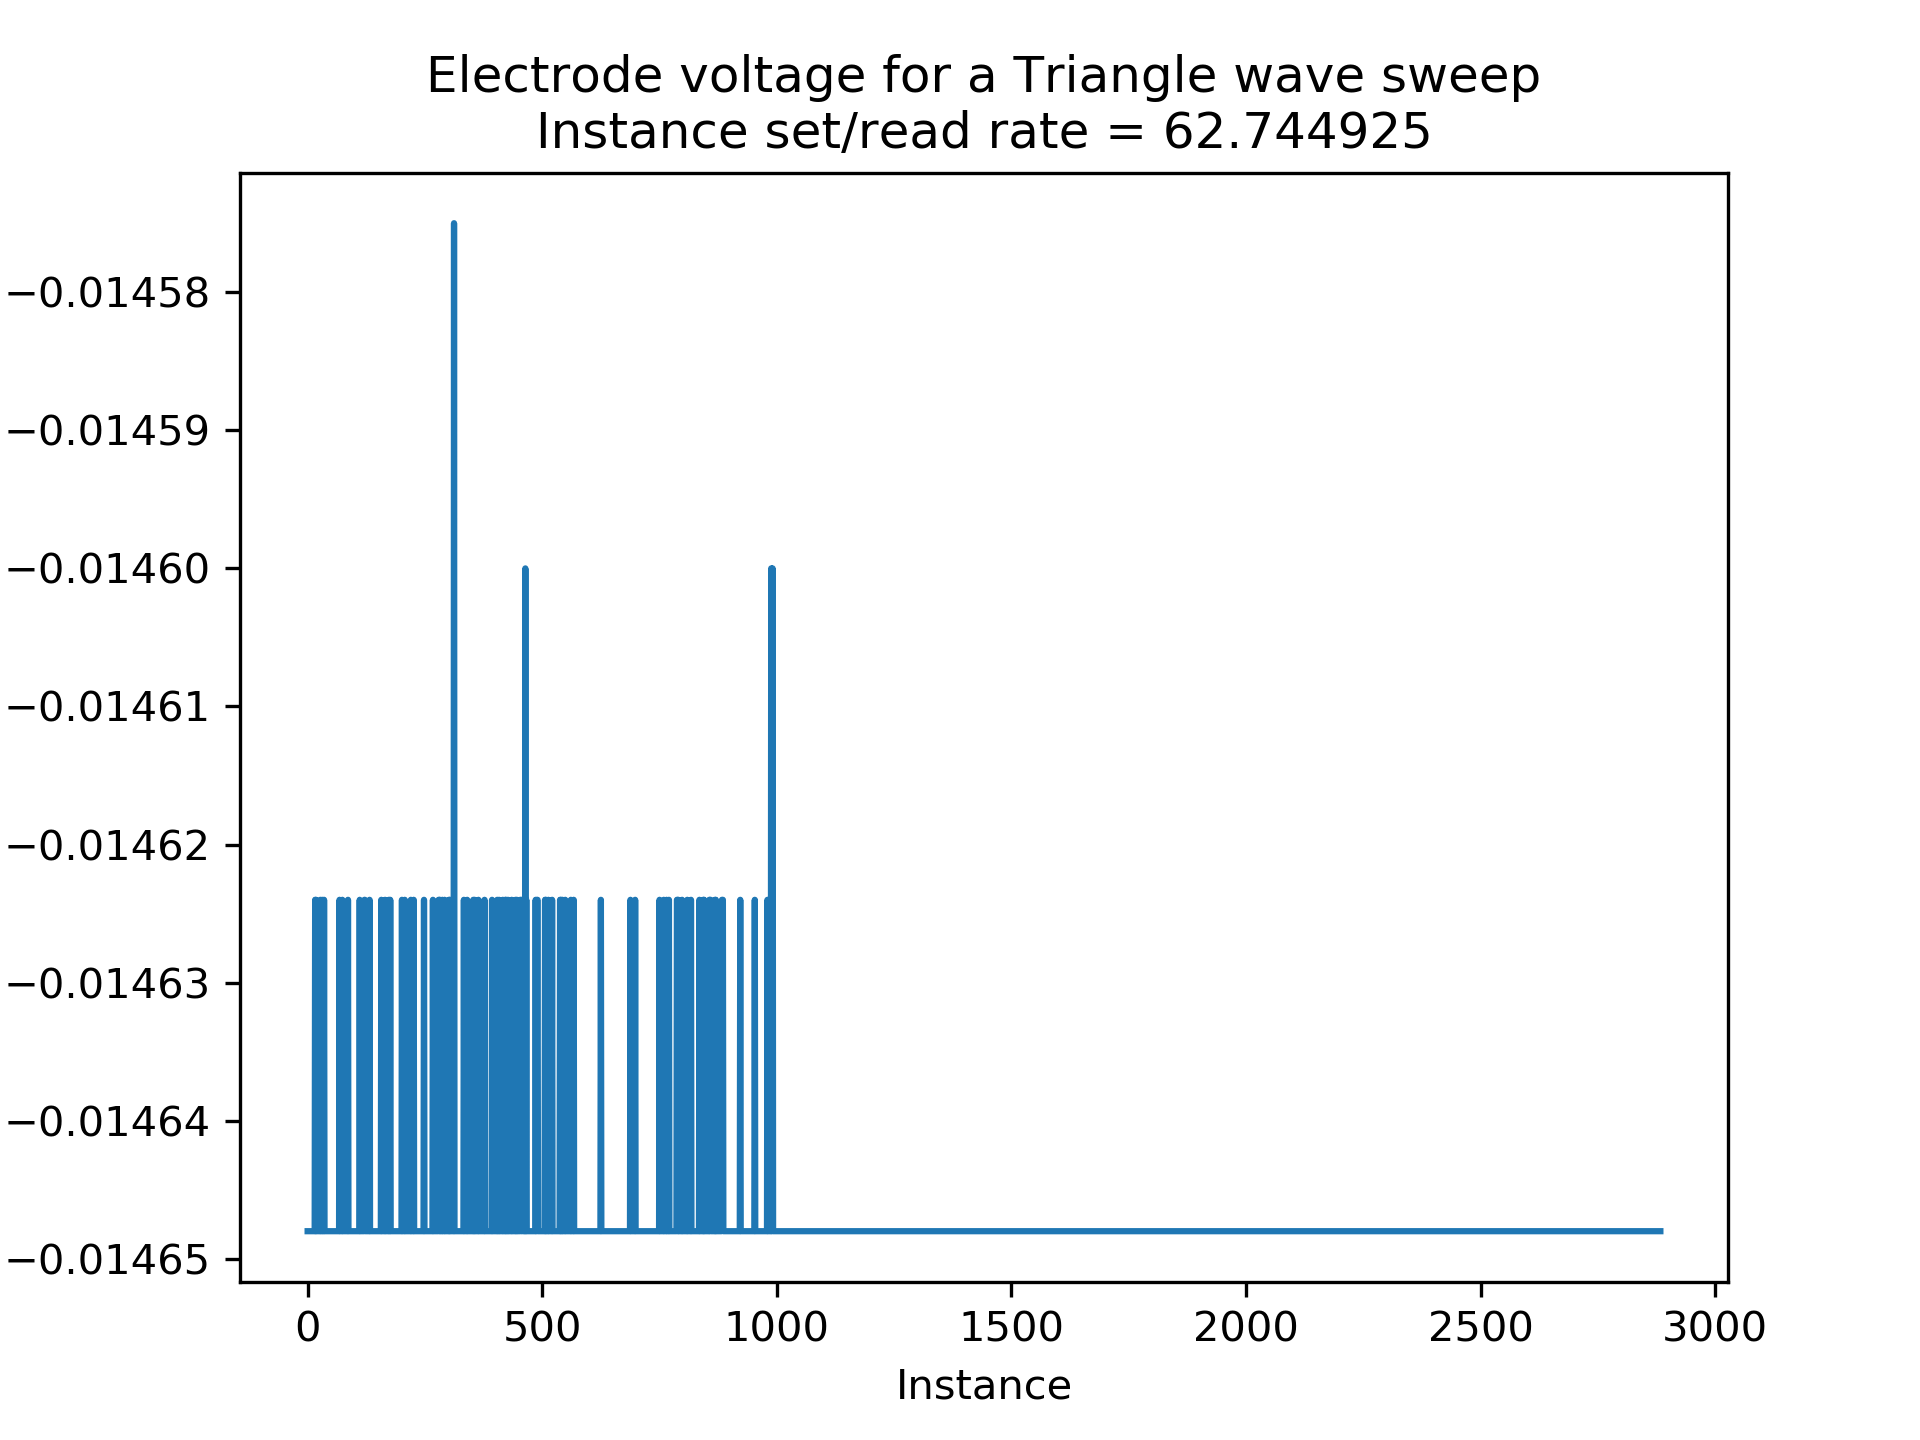 Electrode voltage for a Triangle wave sweep
Instance set/read rate = 62.744925
−0.01458
−0.01459
−0.01460
−0.01461
−0.01462
−0.01463
−0.01464
−0.01465
0 500 1000 1500 2000 2500 3000
Instance